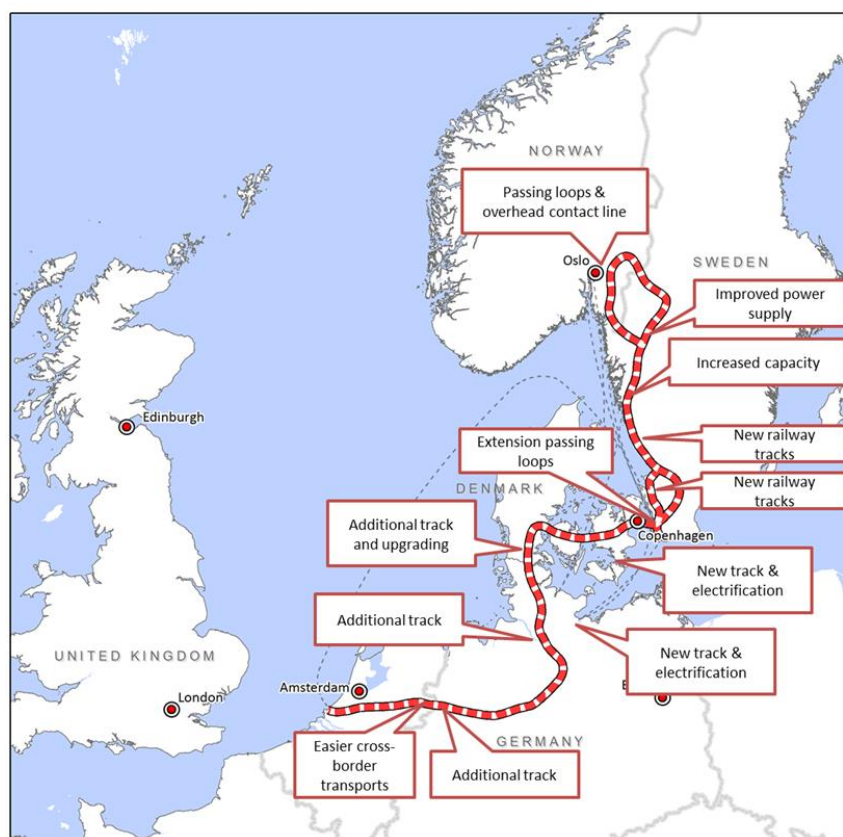 NORWAY
Passing loops &
overhead contact line
Oslo
SWEDEN
Improved power
supply
Increased capacity
Edinburgh
New railway
tracks
Extension passing
loops
New railway
tracks
DENMARK
Copenhagen
Additional track
and upgrading
New track &
electrification
Additional track
New track &
electrification
UNITED KINGDOM
Amsterdam
London
GERMANY
Easier cross-
border
transports
Additional track